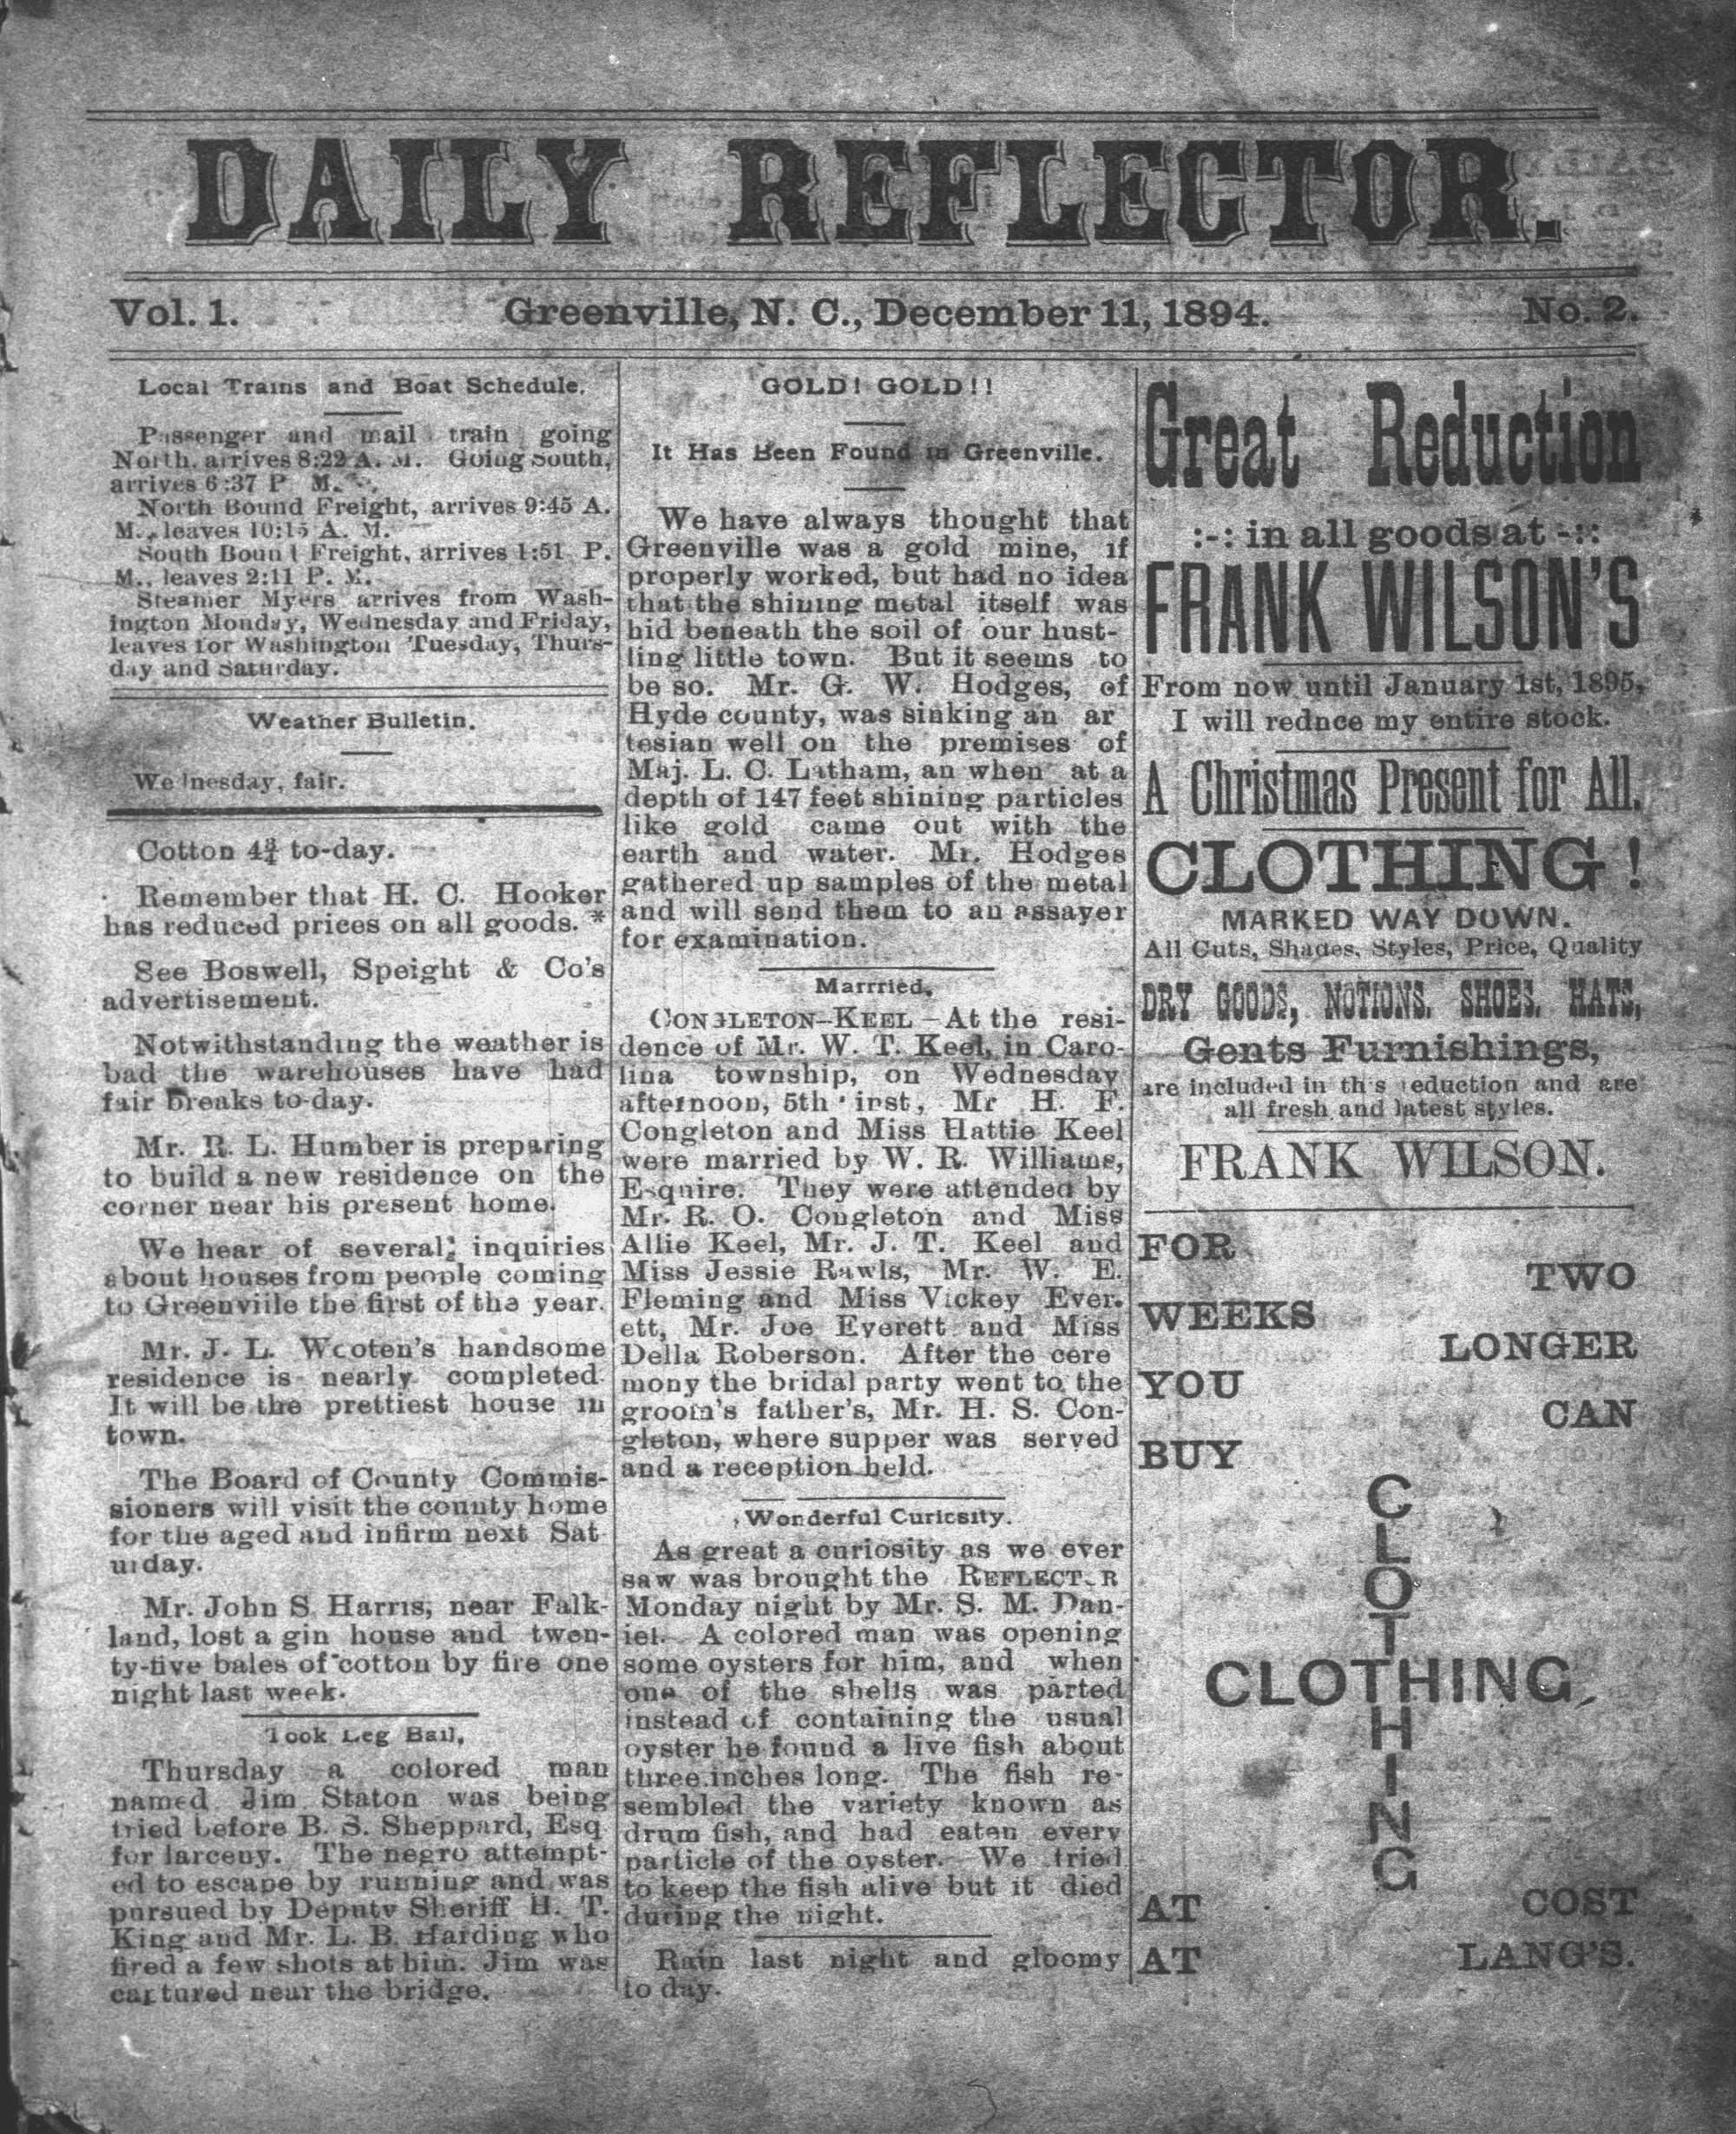 DAILY REFLECTOR.
Vol. 1. Greenville, N. C., December 11, 1894. No. 2.
Local Trains and Boat Schedule.
Passenger and mail train going
North, arrives 8:22 A. M. Going South,
arrives 6:37 P M.
North Bound Freight, arrives 9:45 A.
M., leaves 10:15 A. M.
South Bound Freight, arrives 1:51 P.
M., leaves 2:11 P. M.
Steamer Myers arrives from Wash-
ington Monday, Wednesday and Friday,
leaves for Washington Tuesday, Thurs-
day and Saturday.
Weather Bulletin.
Wednesday, fair.
Cotton 4¾ to-day.
Remember that H. C. Hooker
has reduced prices on all goods. *
See Boswell, Speight & Co's
advertisement.
Notwithstanding the weather is
bad the warehouses have had
fair breaks to-day.
Mr. R. L. Humber is preparing
to build a new residence on the
corner near his present home.
We hear of several inquiries
about houses from people coming
to Greenville the first of the year.
Mr. J. L. Wooten's handsome
residence is nearly completed.
It will be the prettiest house in
town.
The Board of County Commis-
sioners will visit the county home
for the aged and infirm next Sat
urday.
Mr. John S. Harris, near Falk-
land, lost a gin house and twen-
ty-five bales of cotton by fire one
night last week.
Took Leg Bail.
Thursday a colored man
named Jim Staton was being
tried before B. S. Sheppard, Esq
for larceny. The negro attempt-
ed to escape by running and was
pursued by Deputy Sheriff H. T.
King and Mr. L. B. Harding who
fired a few shots at him. Jim was
captured near the bridge.
GOLD! GOLD!!
It Has Been Found in Greenville.
We have always thought that
Greenville was a gold mine, if
properly worked, but had no idea
that the shining metal itself was
hid beneath the soil of our hust-
ling little town. But it seems to
be so. Mr. G. W. Hodges, of
Hyde county, was sinking an ar
tesian well on the premises of
Maj. L. C. Latham, an when at a
depth of 147 feet shining particles
like gold came out with the
earth and water. Mr. Hodges
gathered up samples of the metal
and will send them to an assayer
for examination.
Marrried.
CONGLETON—KEEL—At the resi-
dence of Mr. W. T. Keel, in Caro-
lina township, on Wednesday
afternoon, 5th inst, Mr H. F.
Congleton and Miss Hattie Keel
were married by W. R. Williams,
Esquire. They were attended by
Mr. R. O. Congleton and Miss
Allie Keel, Mr. J. T. Keel and
Miss Jessie Rawls, Mr. W. E.
Fleming and Miss Vickey Ever-
ett, Mr. Joe Everett and Miss
Della Roberson. After the cere
mony the bridal party went to the
groom's father's, Mr. H. S. Con-
gleton, where supper was served
and a reception held.
Wonderful Curiosity.
As great a curiosity as we ever
saw was brought the REFLECTOR
Monday night by Mr. S. M. Dan-
iel. A colored man was opening
some oysters for him, and when
one of the shells was parted
instead of containing the usual
oyster he found a live fish about
three inches long. The fish re-
sembled the variety known as
drum fish, and had eaten every
particle of the oyster. We tried
to keep the fish alive but it died
during the night.
Rain last night and gloomy
to day.
Great Reduction
:-: in all goods at -::
FRANK WILSON'S
From now until January 1st, 1895,
I will rednce my entire stock.
A Christmas Present for All.
CLOTHING!
MARKED WAY DOWN.
All Cuts, Shades, Styles, Price, Quality
DRY GOODS, NOTIONS, SHOES, HATS,
Gents Furnishings,
are included in this reduction and are
all fresh and latest styles.
FRANK WILSON.
FOR
TWO
WEEKS
LONGER
YOU
CAN
BUY
C
L
O
T
CLOTHING
H
I
N
G
AT COST
AT LANG'S.